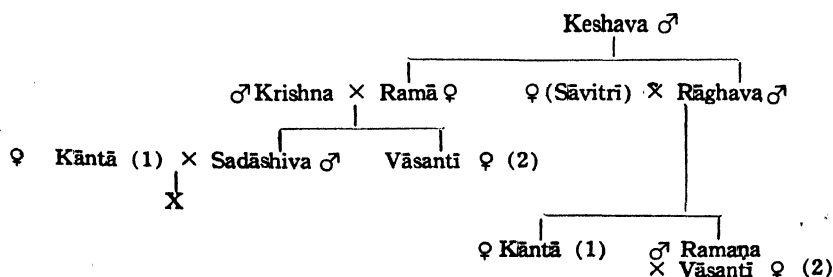 Keshava ♂
♂ Krishna × Ramā ♀ ♀ (Sāvitrī) × Rāghava ♂
♀ Kāntā (1) × Sadāshiva ♂ Vāsantī ♀ (2)
X
♀ Kāntā (1) ♂ Ramaṇa
× Vāsantī ♀ (2)